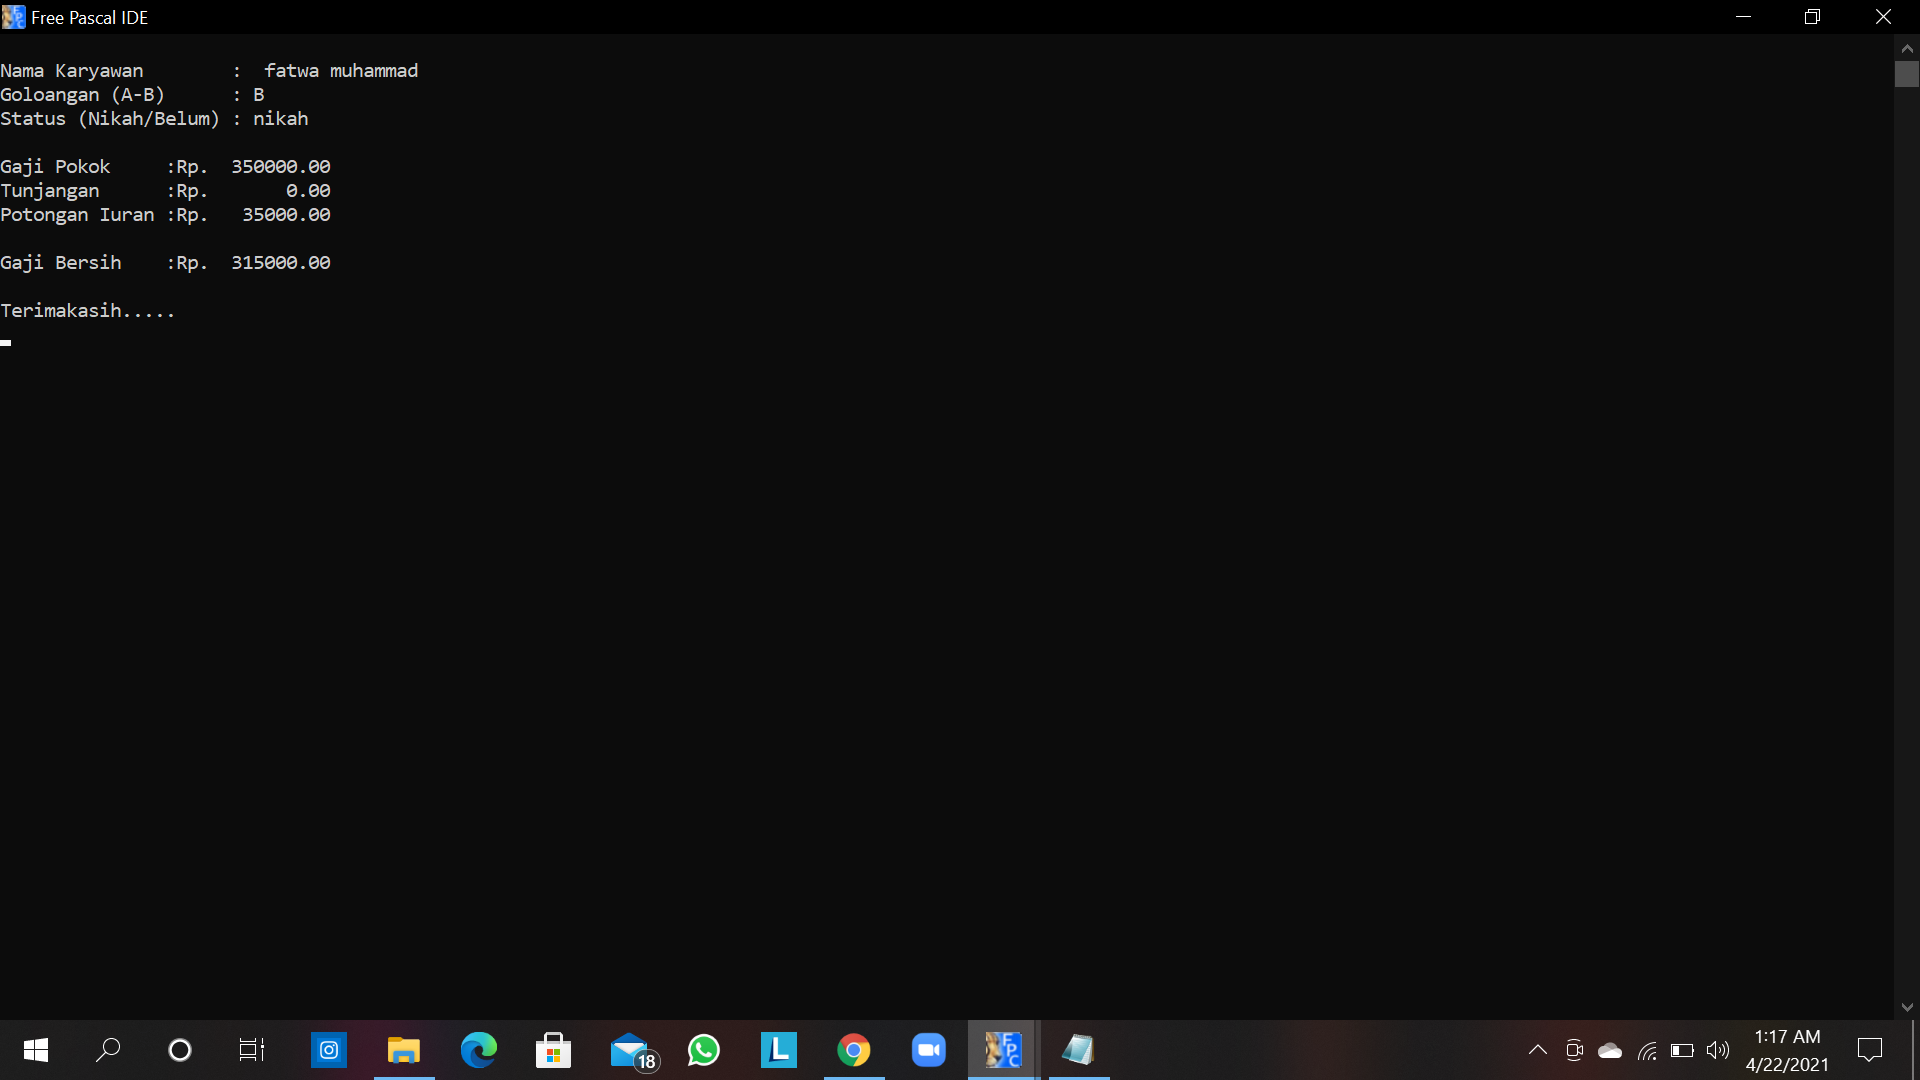 Free Pascal IDE
Nama Karyawan        :  fatwa muhammad
Goloangan (A-B)      : B
Status (Nikah/Belum) : nikah
Gaji Pokok     :Rp.  350000.00
Tunjangan      :Rp.       0.00
Potongan Iuran :Rp.   35000.00
Gaji Bersih    :Rp.  315000.00
Terimakasih.....
18
L
FPC
1:17 AM
4/22/2021